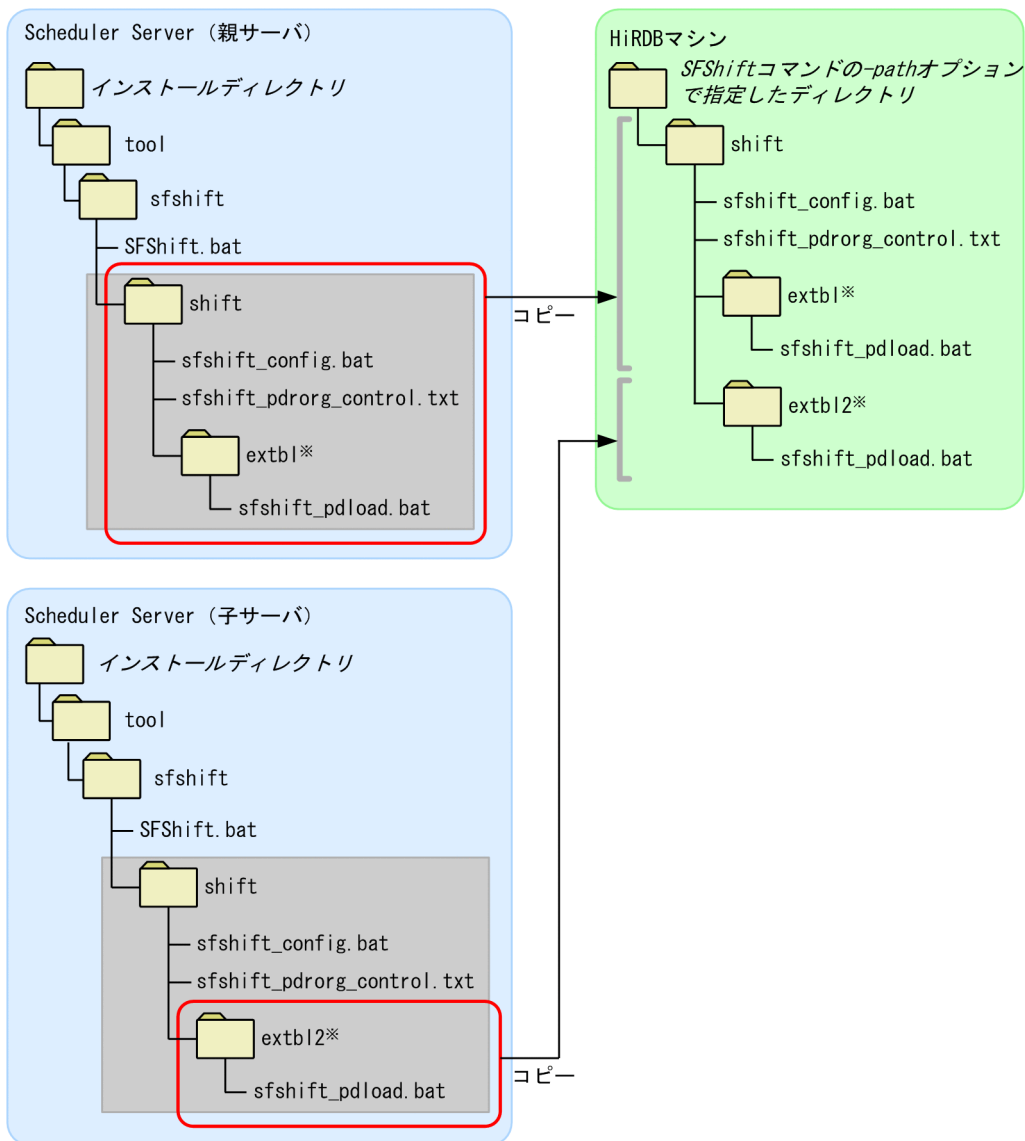 Scheduler Server（親サーバ）
インストールディレクトリ
tool
sfshift
SFShift.bat
shift
sfshift_config.bat
sfshift_pdrorg_control.txt
extbl※
sfshift_pdload.bat
コピー
HiRDBマシン
SFShiftコマンドの-pathオプション
で指定したディレクトリ
shift
sfshift_config.bat
sfshift_pdrorg_control.txt
extbl※
sfshift_pdload.bat
extbl2※
sfshift_pdload.bat
Scheduler Server（子サーバ）
インストールディレクトリ
tool
sfshift
SFShift.bat
shift
sfshift_config.bat
sfshift_pdrorg_control.txt
extbl2※
sfshift_pdload.bat
コピー